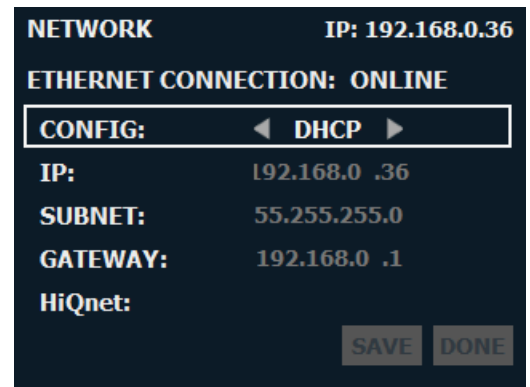 NETWORK IP: 192.168.0.36
ETHERNET CONNECTION: ONLINE
CONFIG: ◀ DHCP ▶
IP: 192.168.0 .36
SUBNET: 55.255.255.0
GATEWAY: 192.168.0 .1
HiQnet:
SAVE DONE